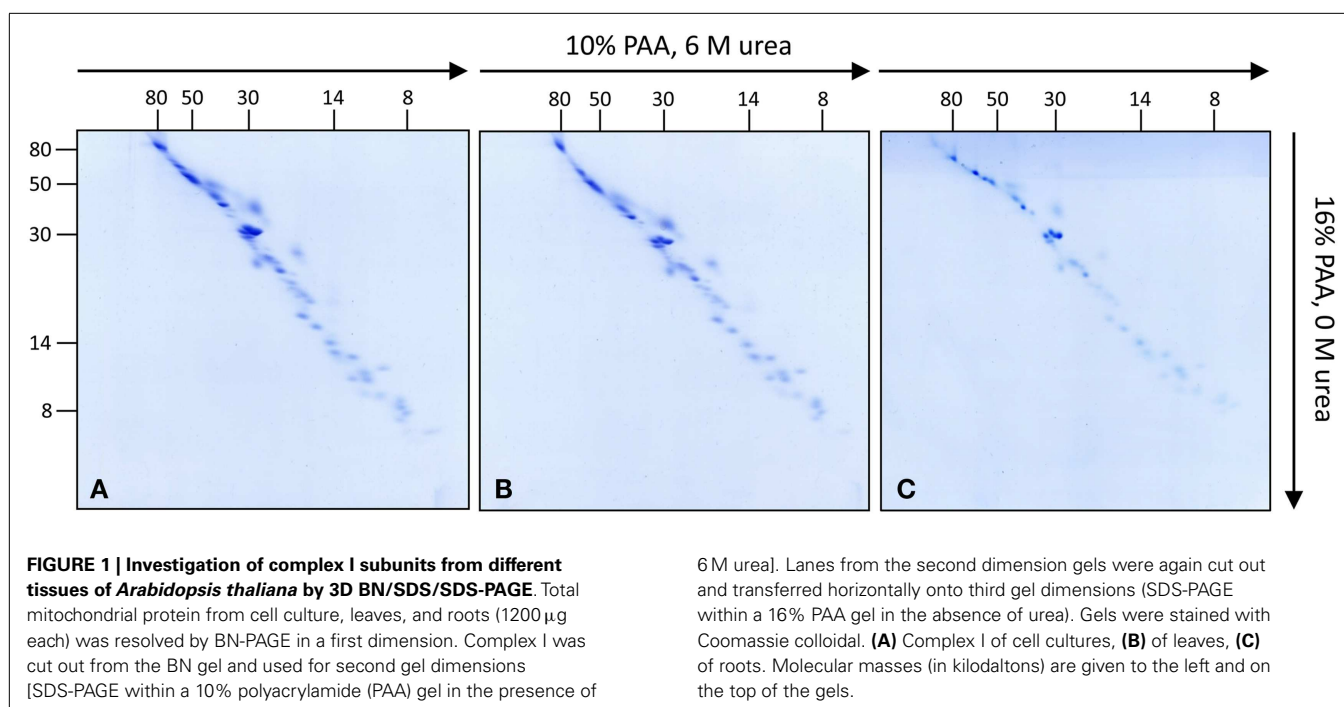 10% PAA, 6 M urea
80 50 30 14 8
80 50 30 14 8
80 50 30 14 8
80
50
30
14
8
16% PAA, 0 M urea
A
B
C
FIGURE 1 | Investigation of complex I subunits from different
tissues of Arabidopsis thaliana by 3D BN/SDS/SDS-PAGE. Total
mitochondrial protein from cell culture, leaves, and roots (1200 μg
each) was resolved by BN-PAGE in a first dimension. Complex I was
cut out from the BN gel and used for second gel dimensions
[SDS-PAGE within a 10% polyacrylamide (PAA) gel in the presence of
6 M urea]. Lanes from the second dimension gels were again cut out
and transferred horizontally onto third gel dimensions (SDS-PAGE
within a 16% PAA gel in the absence of urea). Gels were stained with
Coomassie colloidal. (A) Complex I of cell cultures, (B) of leaves, (C)
of roots. Molecular masses (in kilodaltons) are given to the left and on
the top of the gels.